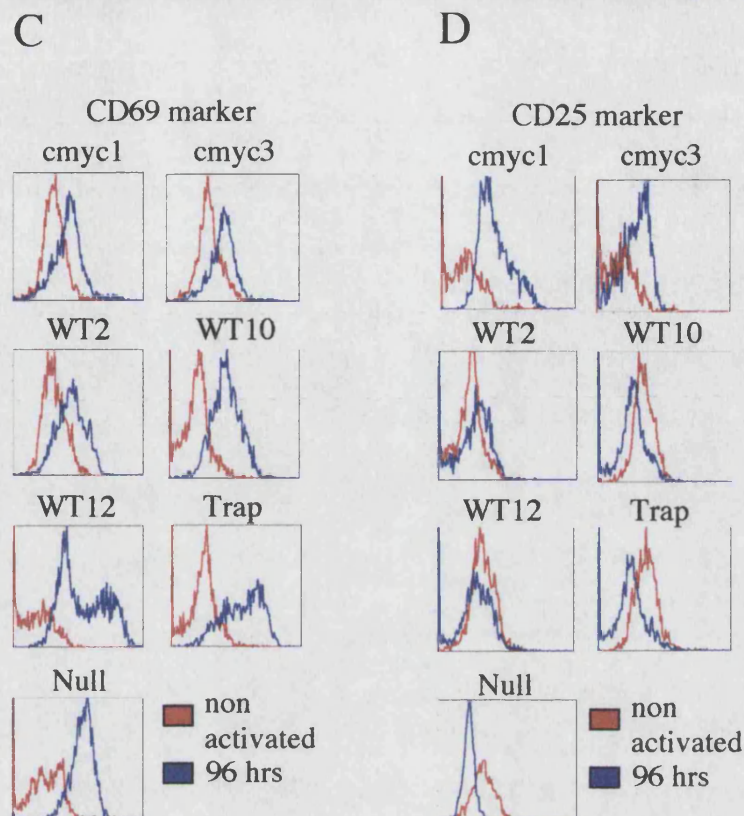 C
CD69 marker
cmyc1 cmyc3
WT2 WT10
WT12 Trap
Null
non
activated
96 hrs
D
CD25 marker
cmyc1 cmyc3
WT2 WT10
WT12 Trap
Null
non
activated
96 hrs